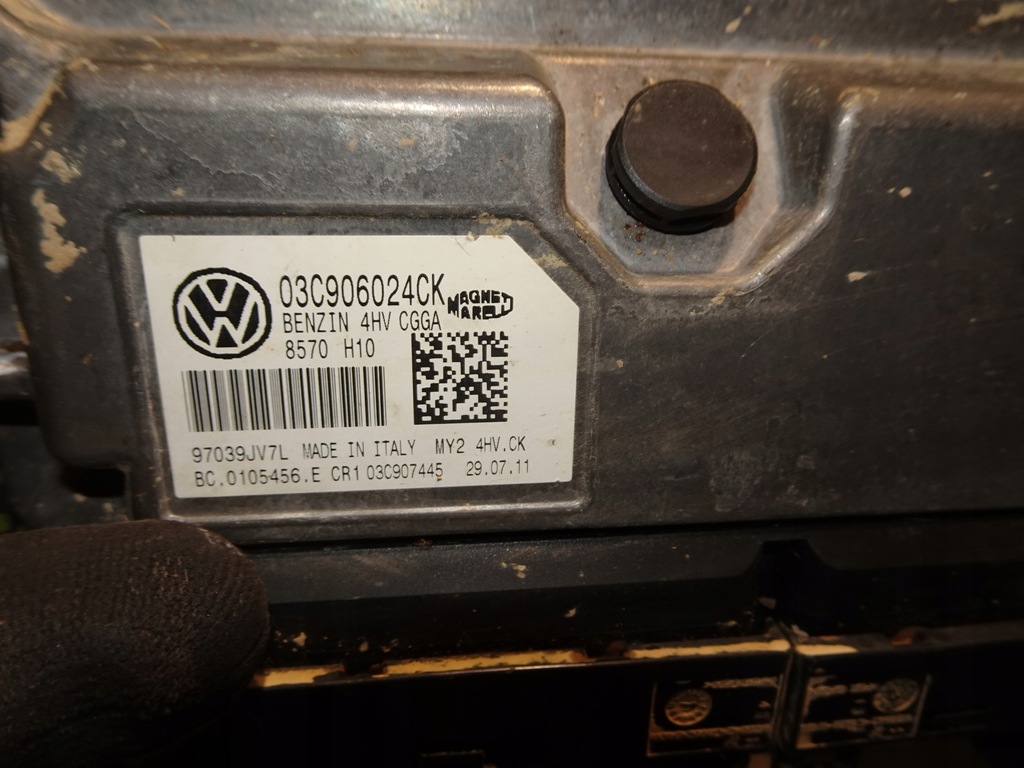 03C906024CK
MAGNETI MARELLI
BENZIN 4HV CGGA
8570 H10
97039JV7L MADE IN ITALY MY2 4HV.CK
BC.0105456.E CR1 03C907445 29.07.11